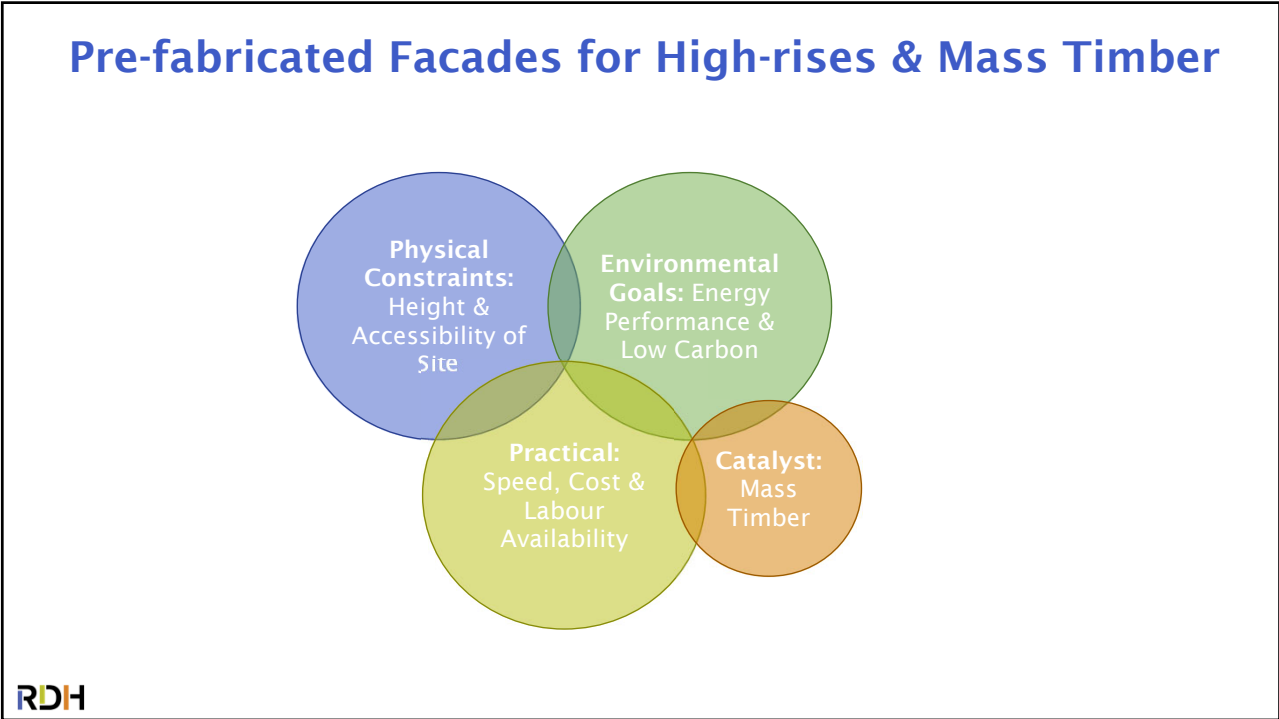 Pre-fabricated Facades for High-rises & Mass Timber
Physical
Constraints:
Height &
Accessibility of
Site
Environmental
Goals: Energy
Performance &
Low Carbon
Practical:
Speed, Cost &
Labour
Availability
Catalyst:
Mass
Timber
RDH